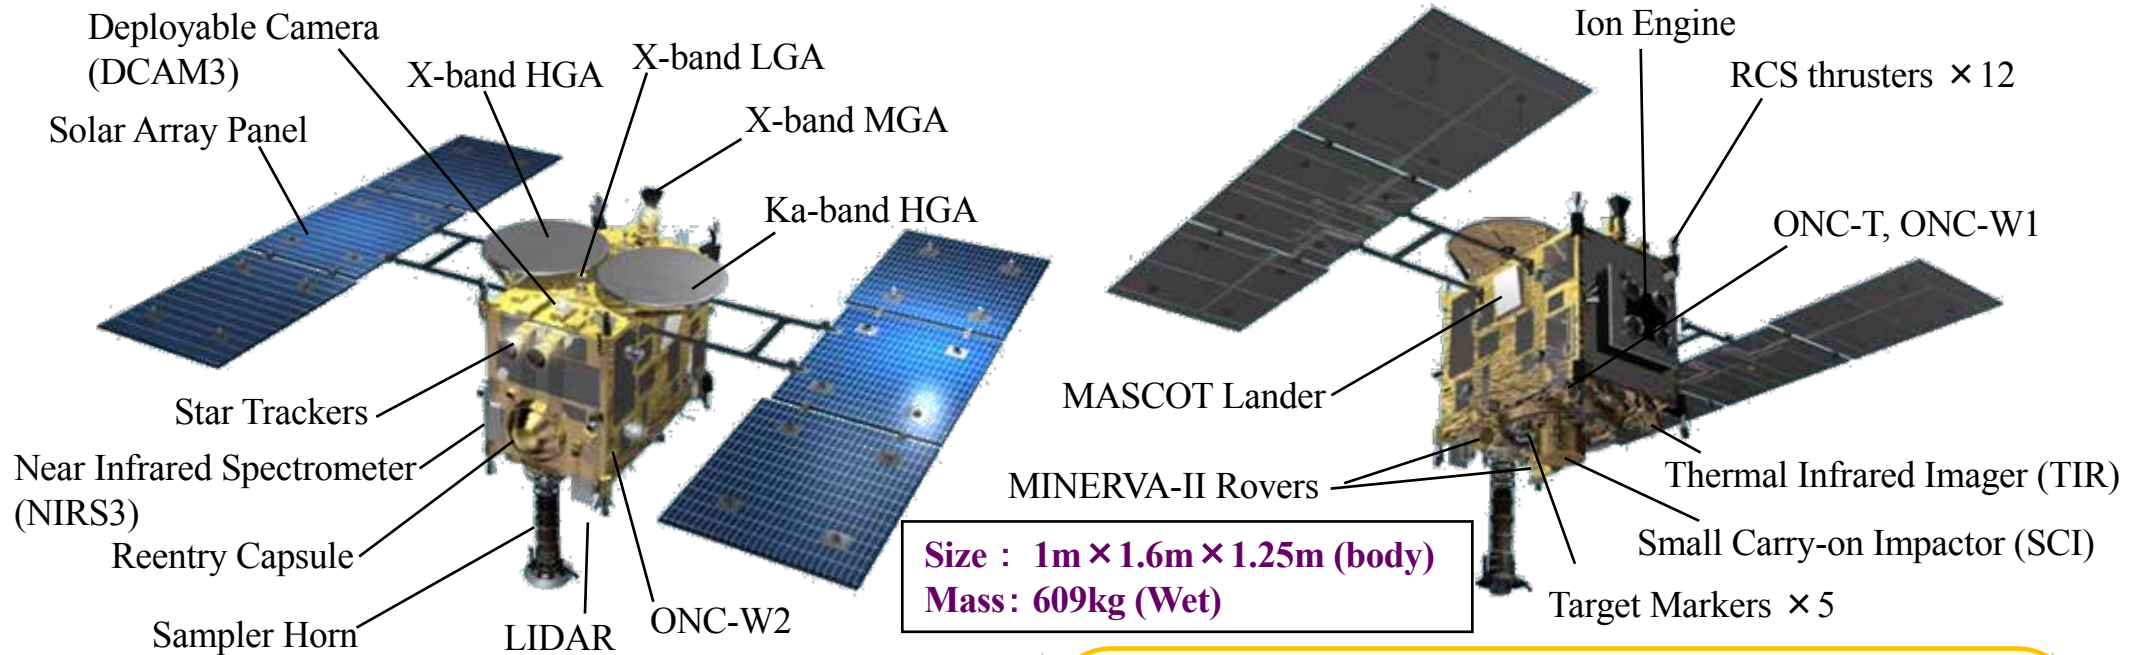 Deployable Camera
(DCAM3)
X-band HGA
X-band LGA
Solar Array Panel
X-band MGA
Ka-band HGA
Star Trackers
Near Infrared Spectrometer
(NIRS3)
Reentry Capsule
Sampler Horn
LIDAR
ONC-W2
Ion Engine
RCS thrusters ×12
ONC-T, ONC-W1
MASCOT Lander
MINERVA-II Rovers
Thermal Infrared Imager (TIR)
Small Carry-on Impactor (SCI)
Target Markers ×5
Size : 1m×1.6m×1.25m (body)
Mass: 609kg (Wet)